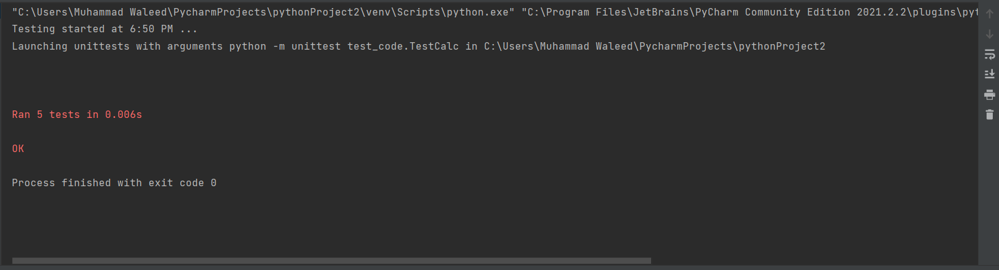 "C:\Users\Muhammad Waleed\PycharmProjects\pythonProject2\venv\Scripts\python.exe" "C:\Program Files\JetBrains\PyCharm Community Edition 2021.2.2\plugins\pyt
Testing started at 6:50 PM ...
Launching unittests with arguments python -m unittest test_code.TestCalc in C:\Users\Muhammad Waleed\PycharmProjects\pythonProject2
Ran 5 tests in 0.006s
OK
Process finished with exit code 0